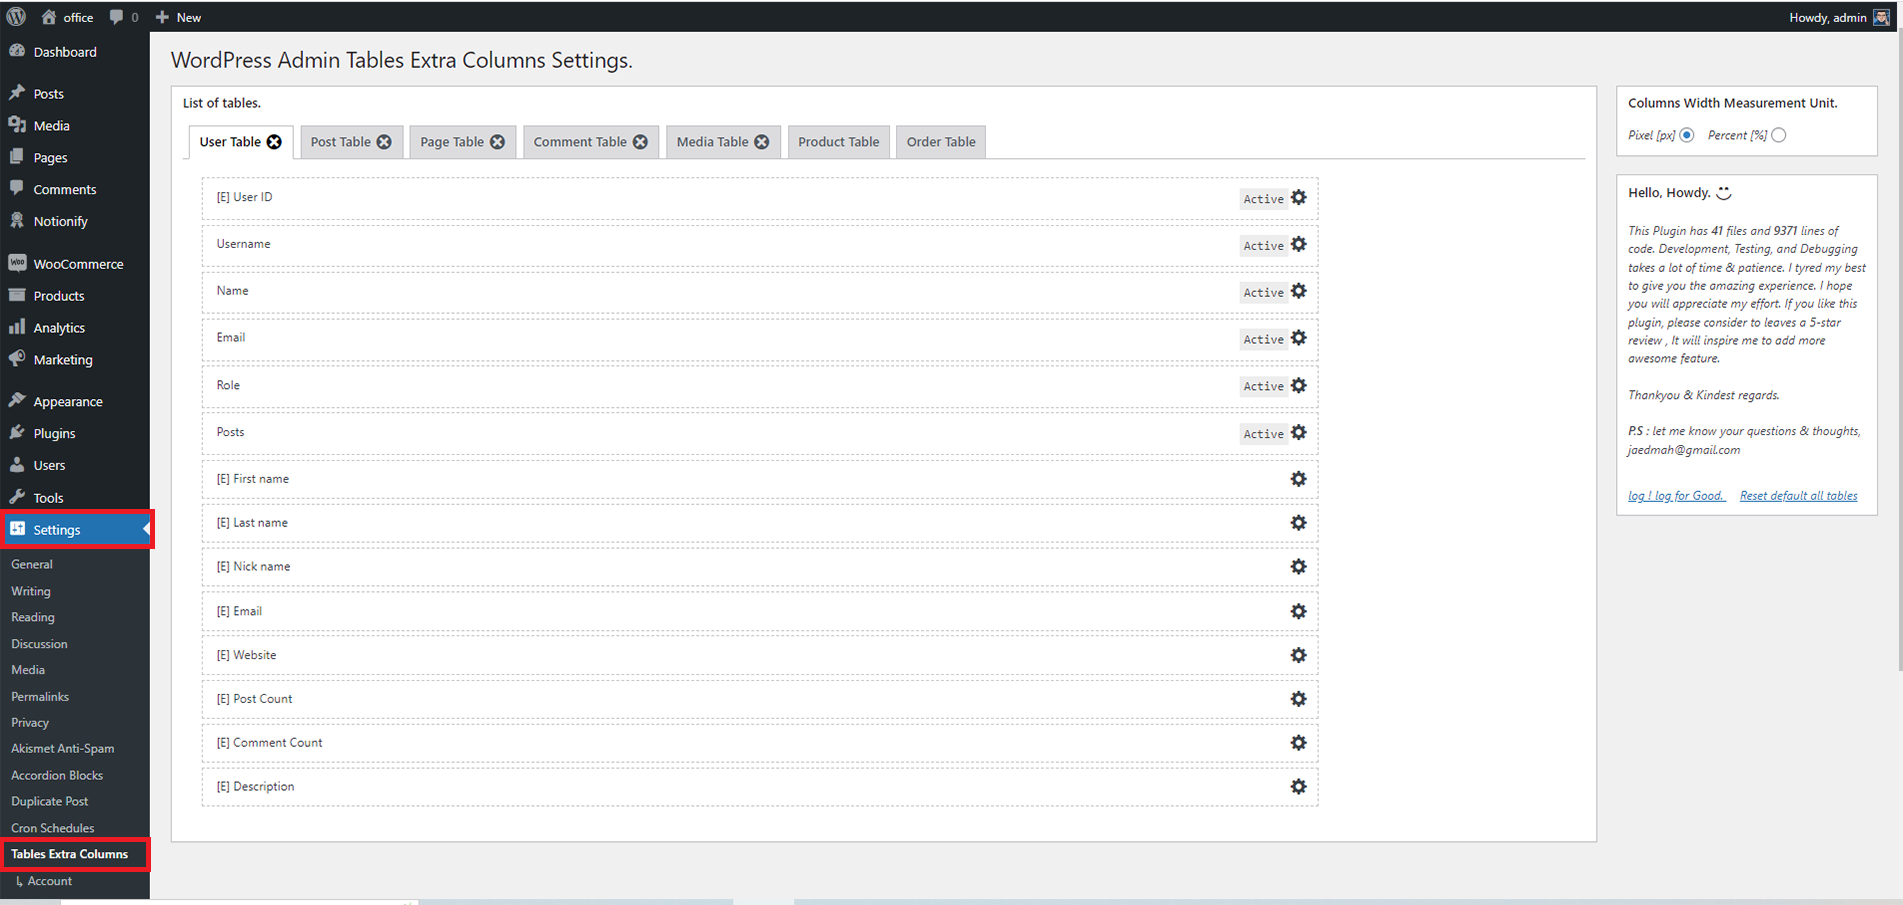 office
0
New
Howdy, admin
Dashboard
Posts
Media
Pages
Comments
Notionify
Woo WooCommerce
Products
Analytics
Marketing
Appearance
Plugins
Users
Tools
Settings
General
Writing
Reading
Discussion
Media
Permalinks
Privacy
Akismet Anti-Spam
Accordion Blocks
Duplicate Post
Cron Schedules
Tables Extra Columns
↳ Account
WordPress Admin Tables Extra Columns Settings.
List of tables.
User Table
Post Table
Page Table
Comment Table
Media Table
Product Table
Order Table
[E] User ID Active
Username Active
Name Active
Email Active
Role Active
Posts Active
[E] First name
[E] Last name
[E] Nick name
[E] Email
[E] Website
[E] Post Count
[E] Comment Count
[E] Description
Columns Width Measurement Unit.
Pixel [px] Percent [%]
Hello, Howdy.
This Plugin has 41 files and 9371 lines of
code. Development, Testing, and Debugging
takes a lot of time & patience. I tyred my best
to give you the amazing experience. I hope
you will appreciate my effort. If you like this
plugin, please consider to leaves a 5-star
review , It will inspire me to add more
awesome feature.
Thankyou & Kindest regards.
P.S : let me know your questions & thoughts,
jaedmah@gmail.com
log ! log for Good. Reset default all tables